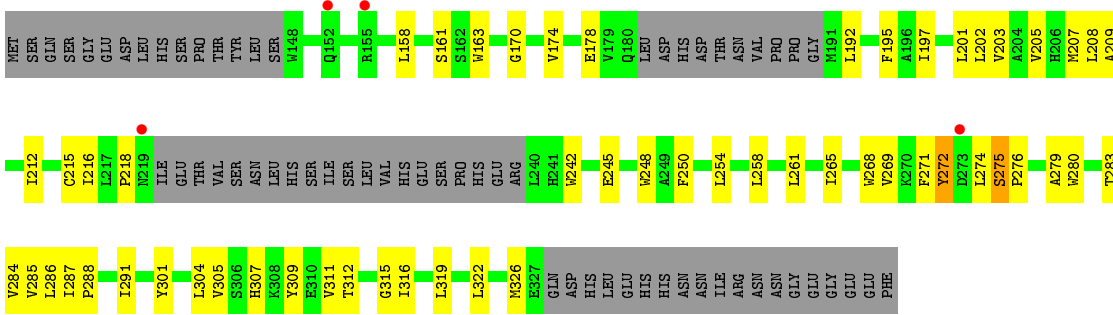 MET SER GLN SER GLY GLU ASP LEU HIS SER PRO THR TYR LEU SER W148 Q152 R155 L158 S161 S162 W163 G170 V174 E178 V179 Q180 LEU ASP HIS ASP THR ASN VAL PRO PRO GLY M191 L192 F195 A196 I197 L201 L202 V203 A204 V205 H206 M207 L208 A209
I212 C215 I216 L217 P218 N219 ILE GLU THR VAL SER ASN LEU HIS SER ILE SER LEU VAL HIS GLU SER PRO HIS GLU ARG L240 H241 W242 E245 W248 A249 F250 L254 L258 L261 I265 W268 V269 K270 F271 Y272 D273 L274 S275 P276 A279 W280 T283
V284 V285 L286 I287 P288 I291 Y301 L304 V305 S306 H307 K308 Y309 E310 V311 T312 G315 I316 L319 L322 M326 E327 GLN ASP HIS LEU GLU HIS HIS ASN ASN ILE ARG ASN ASN GLY GLN GLU GLY GLU GLU PHE